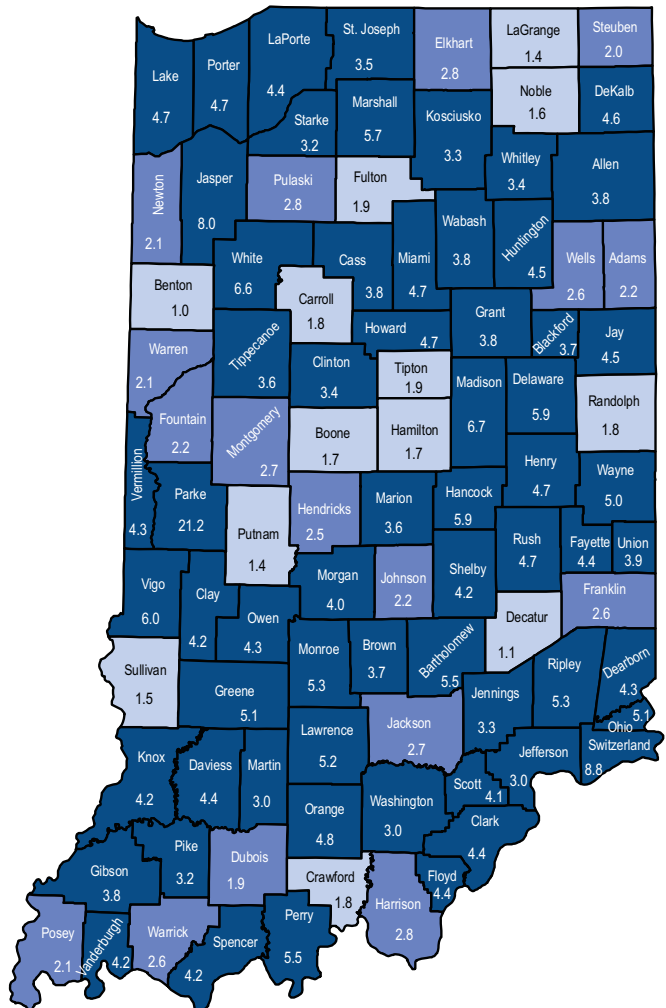 St. Joseph
3.5
LaPorte
4.4
Elkhart
2.8
LaGrange
1.4
Steuben
2.0
Lake
4.7
Porter
4.7
Noble
1.6
DeKalb
4.6
Starke
3.2
Marshall
5.7
Kosciusko
3.3
Whitley
3.4
Allen
3.8
Newton
2.1
Jasper
8.0
Pulaski
2.8
Fulton
1.9
Wabash
3.8
Huntington
4.5
White
6.6
Cass
3.8
Miami
4.7
Wells
2.6
Adams
2.2
Benton
1.0
Carroll
1.8
Howard
4.7
Grant
3.8
Blackford
3.7
Jay
4.5
Warren
2.1
Tippecanoe
3.6
Clinton
3.4
Tipton
1.9
Madison
6.7
Delaware
5.9
Randolph
1.8
Fountain
2.2
Montgomery
2.7
Boone
1.7
Hamilton
1.7
Vermillion
4.3
Parke
21.2
Hendricks
2.5
Marion
3.6
Hancock
5.9
Henry
4.7
Wayne
5.0
Putnam
1.4
Rush
4.7
Fayette
4.4
Union
3.9
Vigo
6.0
Clay
4.2
Morgan
4.0
Johnson
2.2
Shelby
4.2
Franklin
2.6
Owen
4.3
Decatur
1.1
Sullivan
1.5
Monroe
5.3
Brown
3.7
Bartholomew
5.5
Ripley
5.3
Dearborn
4.3
Greene
5.1
Jennings
3.3
Ohio
5.1
Lawrence
5.2
Jackson
2.7
Jefferson
3.0
Switzerland
8.8
Knox
4.2
Daviess
4.4
Martin
3.0
Scott
4.1
Orange
4.8
Washington
3.0
Clark
4.4
Gibson
3.8
Pike
3.2
Dubois
1.9
Crawford
1.8
Floyd
4.4
Harrison
2.8
Posey
2.1
Vanderburgh
4.2
Warrick
2.6
Spencer
4.2
Perry
5.5